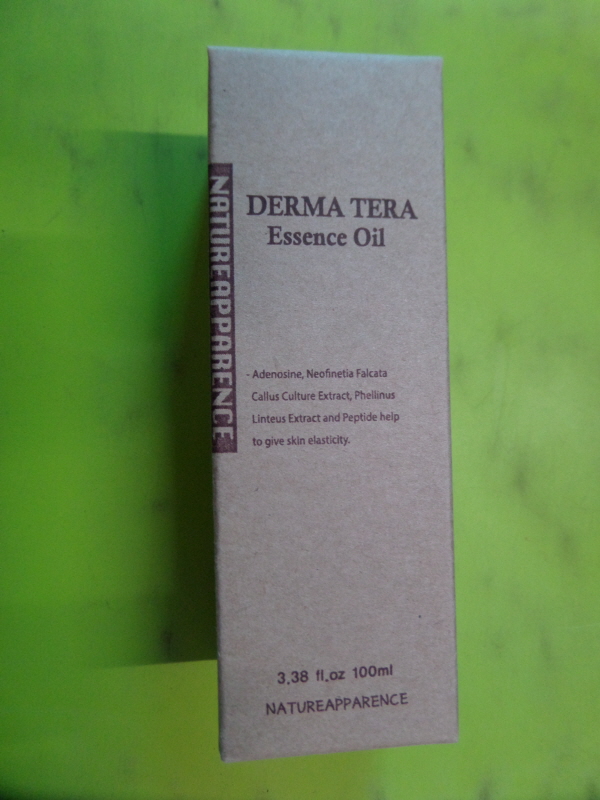 NATUREAPPARENCE
DERMA TERA
Essence Oil
- Adenosine, Neofinetia Falcata
Callus Culture Extract, Phellinus
Linteus Extract and Peptide help
to give skin elasticity.
3.38 fl.oz 100ml
NATUREAPPARENCE